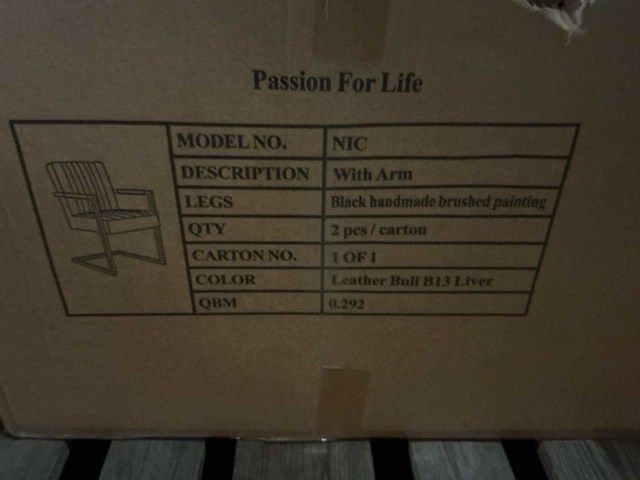 Passion For Life
MODEL NO. NIC
DESCRIPTION With Arm
LEGS Black handmade brushed painting
QTY 2 pcs / carton
CARTON NO. 1 OF 1
COLOR Leather Bull B13 Liver
QBM 0.292